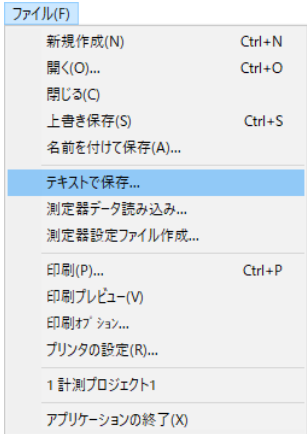 ファイル(F)
新規作成(N) Ctrl+N
開く(O)... Ctrl+O
閉じる(C)
上書き保存(S) Ctrl+S
名前を付けて保存(A)...
テキストで保存...
測定器データ読み込み...
測定器設定ファイル作成...
印刷(P)... Ctrl+P
印刷プレビュー(V)
印刷ｵﾌﾟｼｮﾝ...
プリンタの設定(R)...
1 計測プロジェクト1
アプリケーションの終了(X)